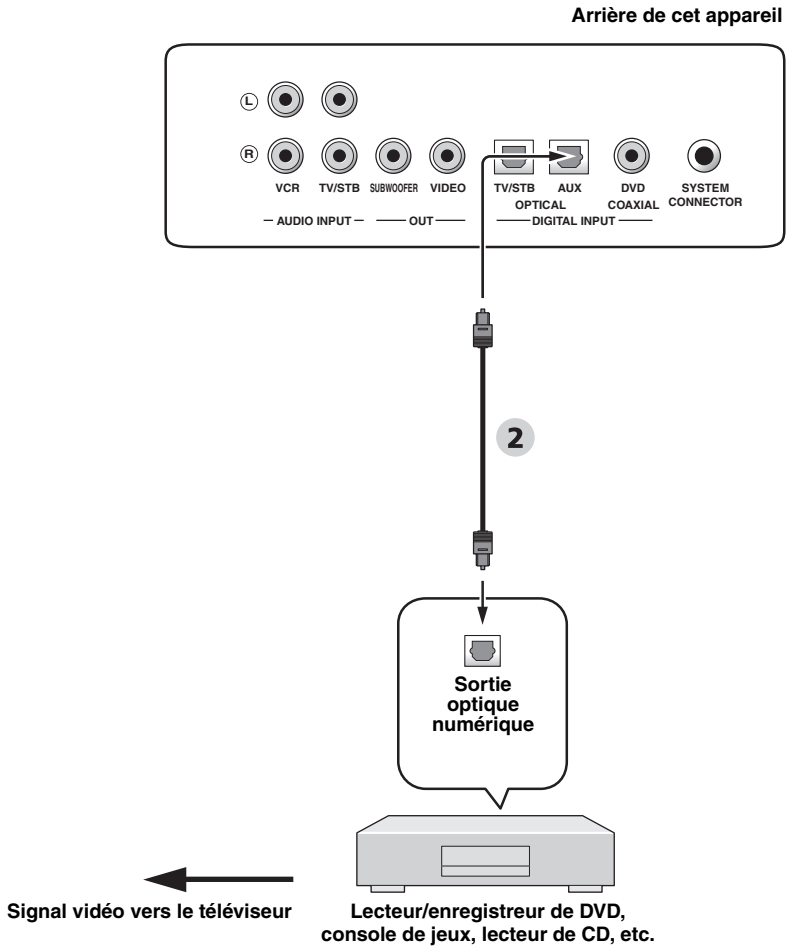 Arrière de cet appareil
L
R
VCR TV/STB SUBWOOFER VIDEO TV/STB AUX DVD SYSTEM
OPTICAL COAXIAL CONNECTOR
AUDIO INPUT OUT DIGITAL INPUT
2
Sortie
optique
numérique
Signal vidéo vers le téléviseur
Lecteur/enregistreur de DVD,
console de jeux, lecteur de CD, etc.